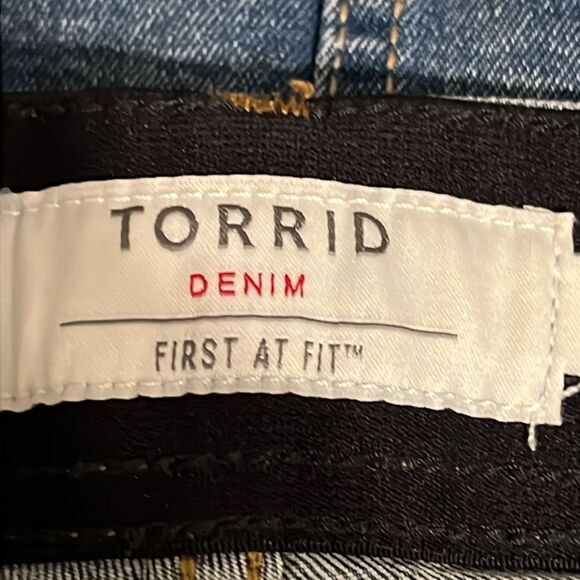 TORRID
DENIM
FIRST AT FIT™